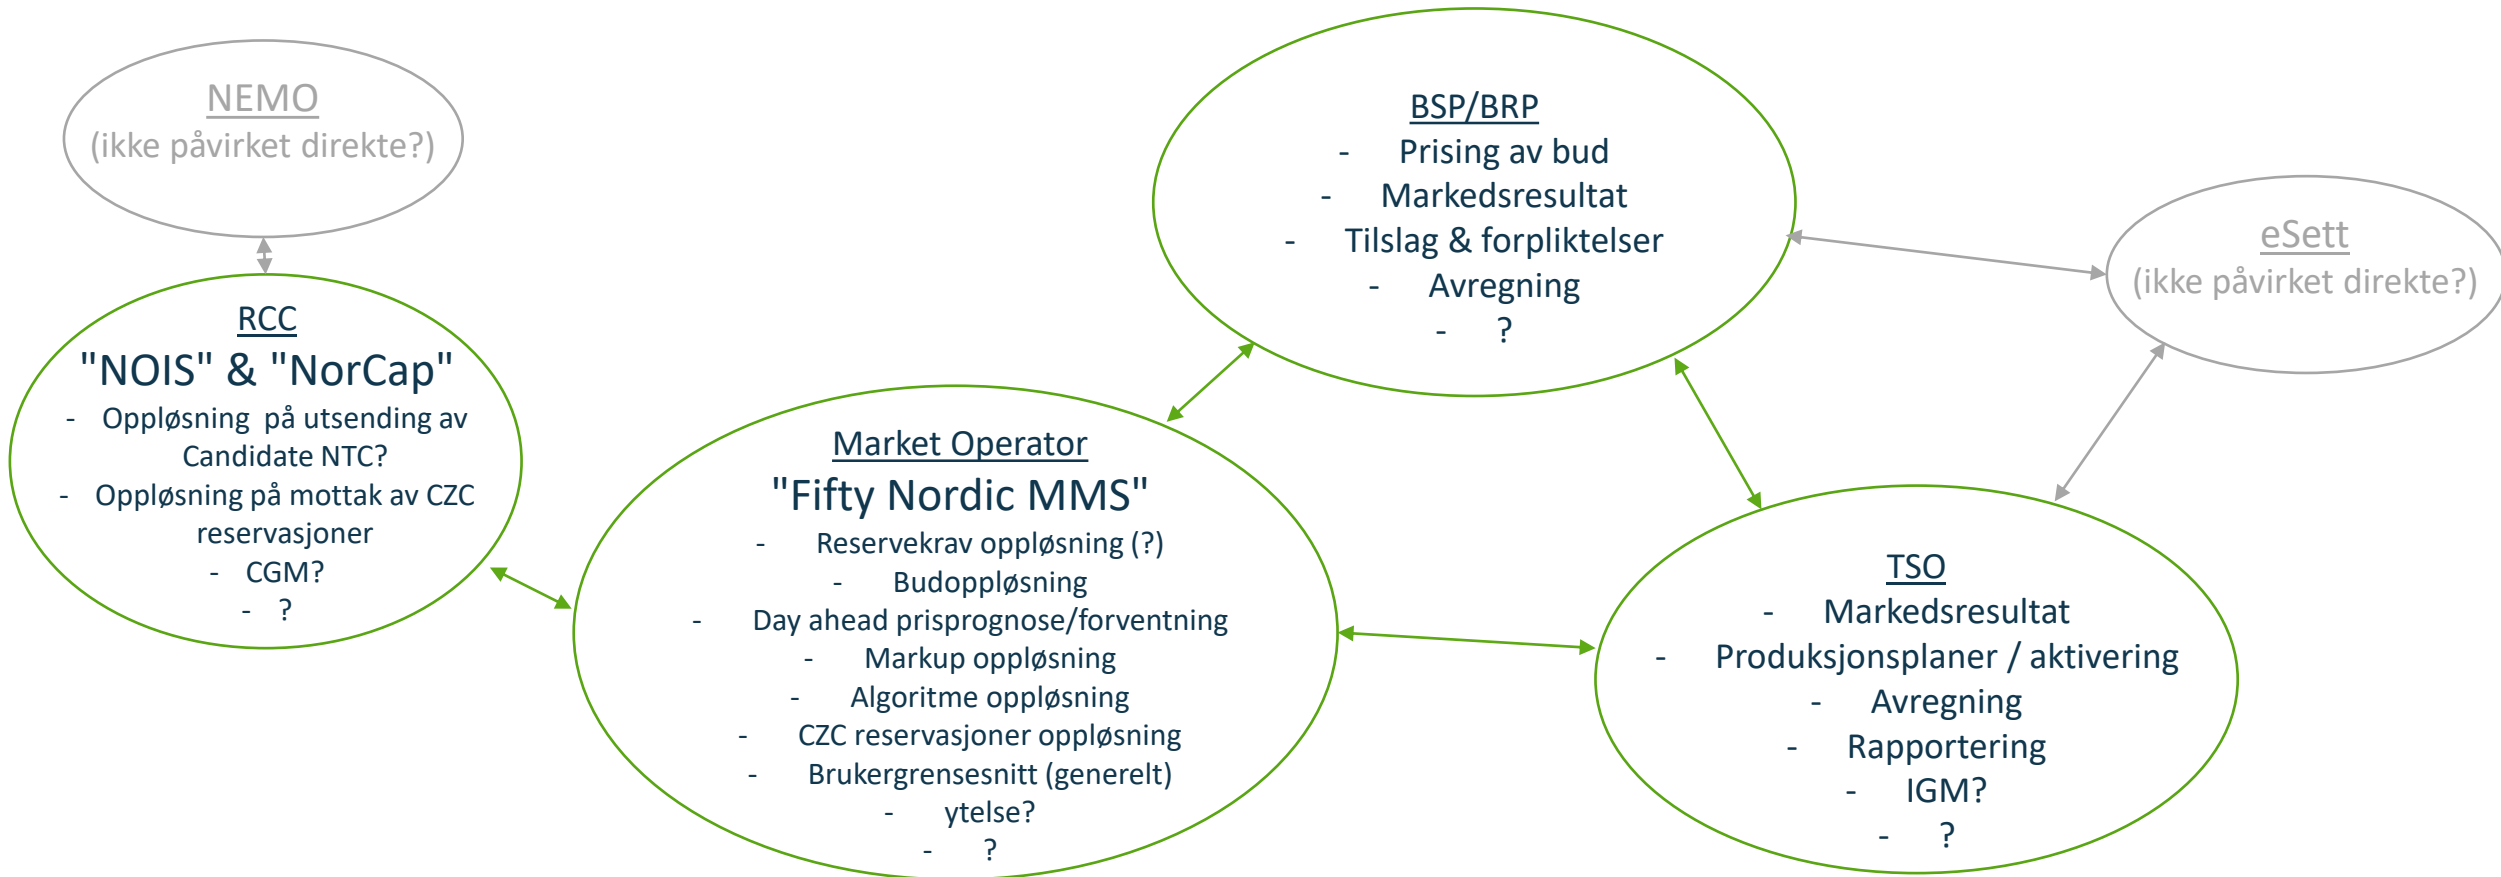 NEMO
(ikke påvirket direkte?)
RCC
"NOIS" & "NorCap"
- Oppløsning på utsending av
Candidate NTC?
- Oppløsning på mottak av CZC
reservasjoner
- CGM?
- ?
Market Operator
"Fifty Nordic MMS"
- Reservekrav oppløsning (?)
- Budoppløsning
- Day ahead prisprognose/forventning
- Markup oppløsning
- Algoritme oppløsning
- CZC reservasjoner oppløsning
- Brukergrensesnitt (generelt)
- ytelse?
- ?
BSP/BRP
- Prising av bud
- Markedsresultat
- Tilslag & forpliktelser
- Avregning
- ?
eSett
(ikke påvirket direkte?)
TSO
- Markedsresultat
- Produksjonsplaner / aktivering
- Avregning
- Rapportering
- IGM?
- ?